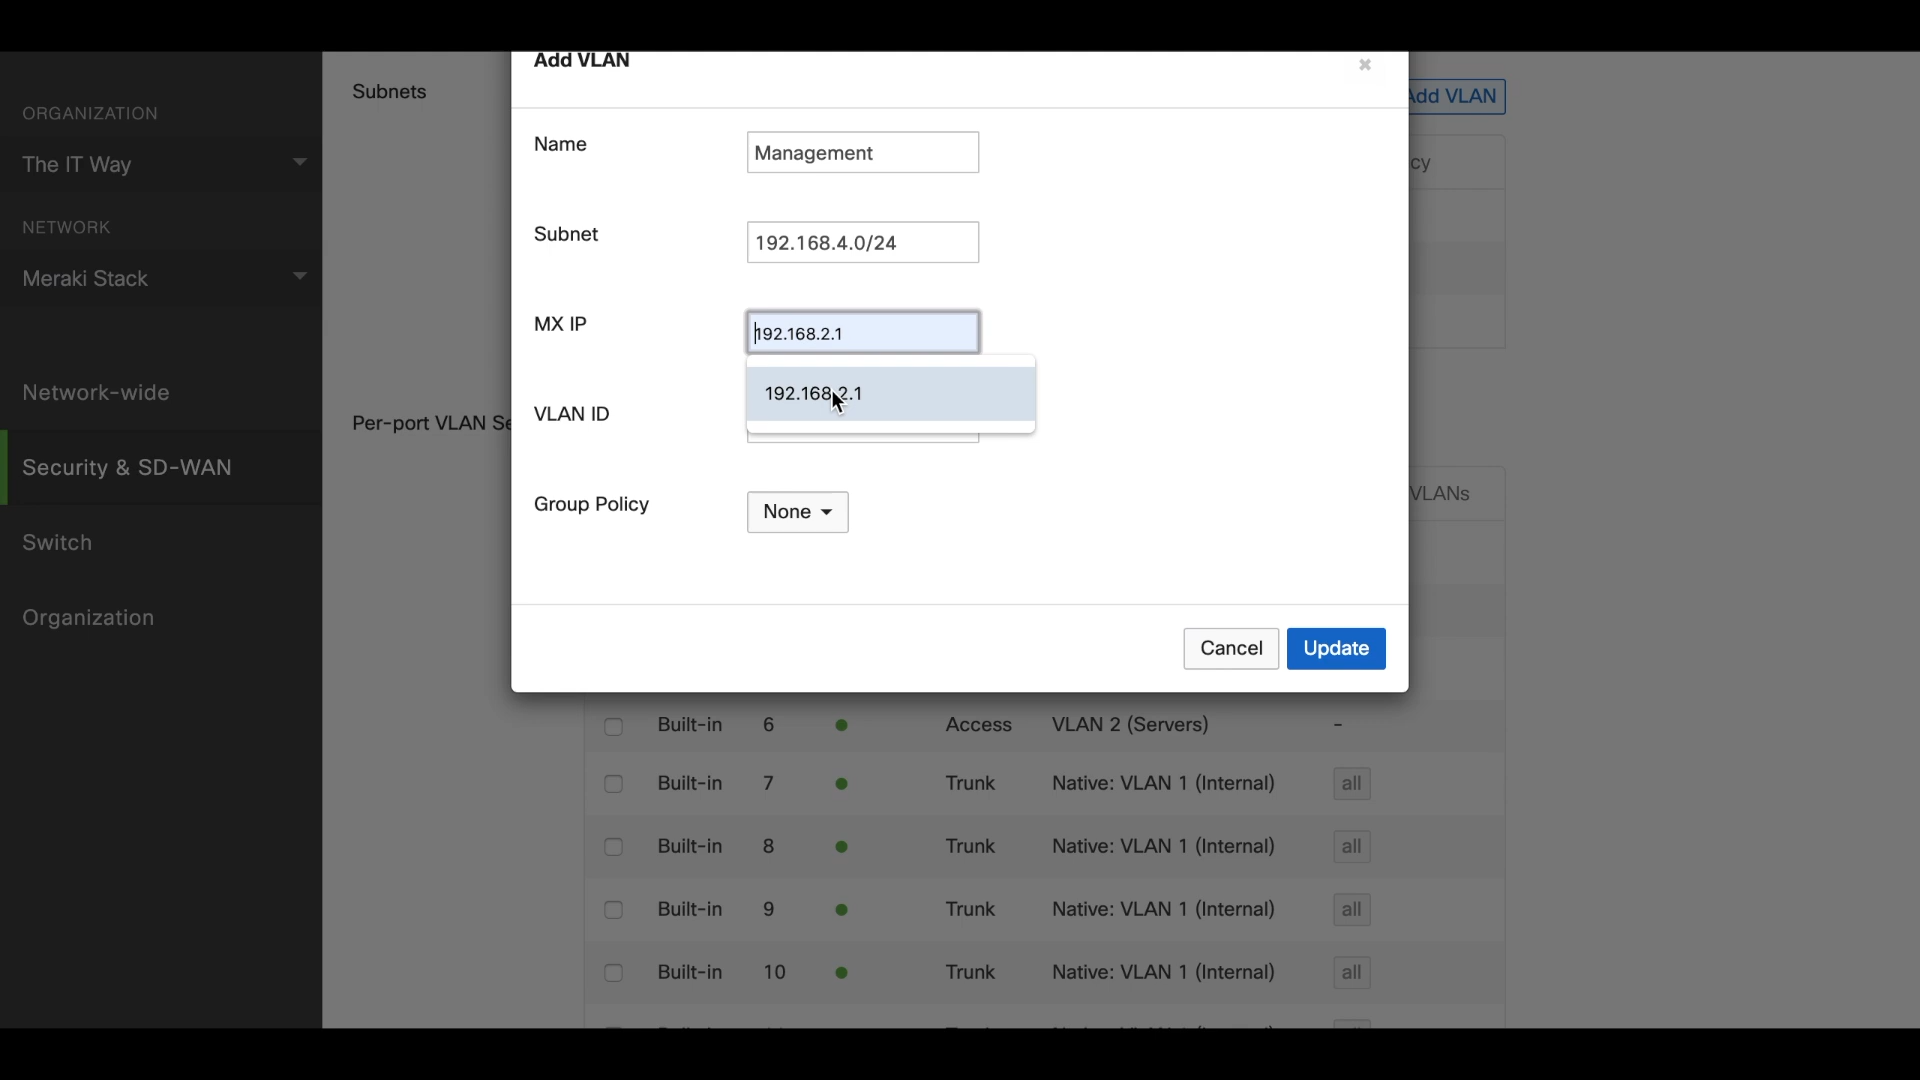 Add VLAN
Subnets
Add VLAN
ORGANIZATION
The IT Way
NETWORK
Meraki Stack
Network-wide
Security & SD-WAN
Switch
Organization
Name
Management
cy
Subnet
192.168.4.0/24
MX IP
192.168.2.1
192.168.2.1
VLAN ID
Per-port VLAN Se
Group Policy
None
VLANs
Cancel
Update
Built-in 6 Access VLAN 2 (Servers) -
Built-in 7 Trunk Native: VLAN 1 (Internal) all
Built-in 8 Trunk Native: VLAN 1 (Internal) all
Built-in 9 Trunk Native: VLAN 1 (Internal) all
Built-in 10 Trunk Native: VLAN 1 (Internal) all